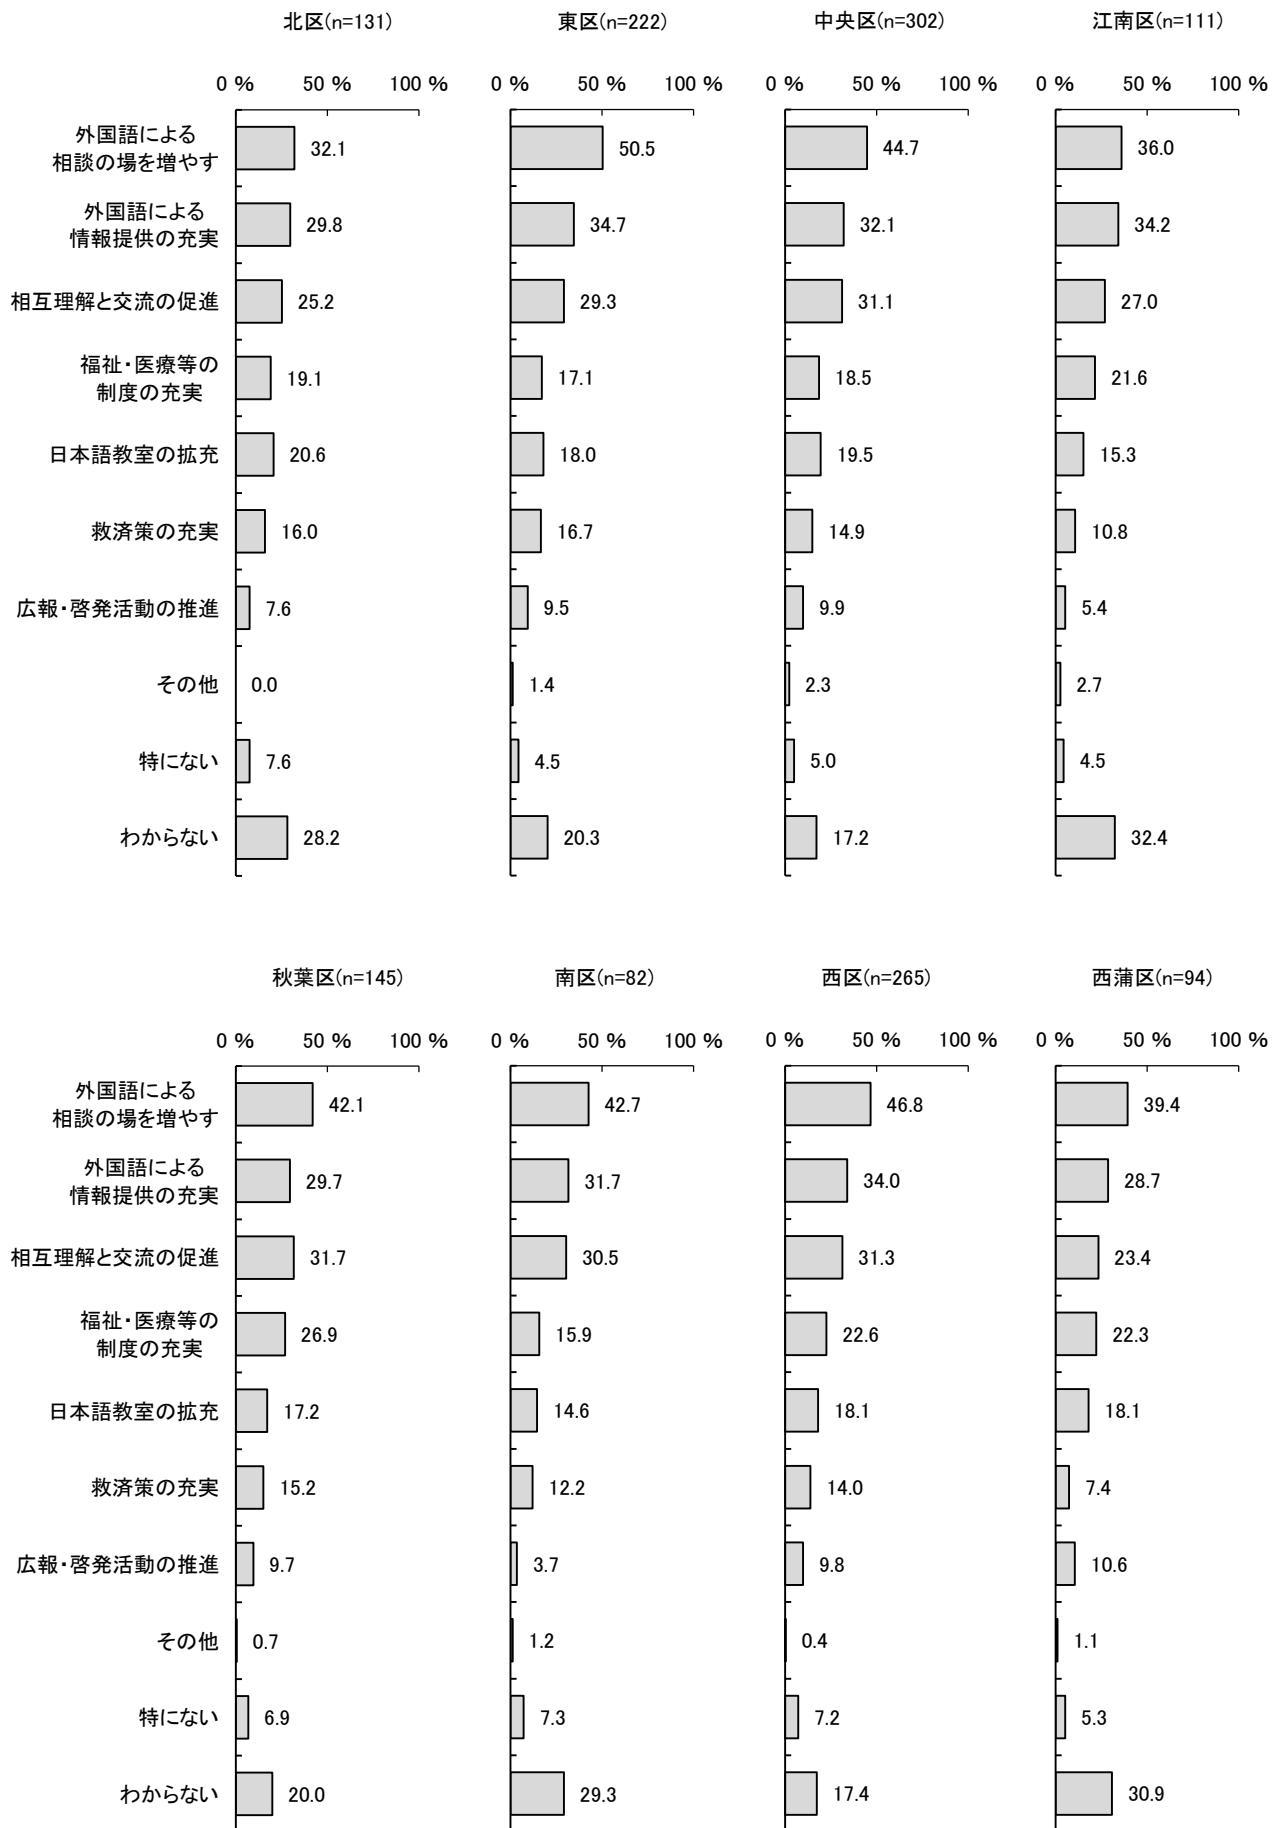 北区(n=131) 東区(n=222) 中央区(n=302) 江南区(n=111)
0 % 50 % 100 % 0 % 50 % 100 % 0 % 50 % 100 % 0 % 50 % 100 %
外国語による
相談の場を増やす 32.1 50.5 44.7 36.0
外国語による
情報提供の充実 29.8 34.7 32.1 34.2
相互理解と交流の促進 25.2 29.3 31.1 27.0
福祉・医療等の
制度の充実 19.1 17.1 18.5 21.6
日本語教室の拡充 20.6 18.0 19.5 15.3
救済策の充実 16.0 16.7 14.9 10.8
広報・啓発活動の推進 7.6 9.5 9.9 5.4
その他 0.0 1.4 2.3 2.7
特にない 7.6 4.5 5.0 4.5
わからない 28.2 20.3 17.2 32.4
秋葉区(n=145) 南区(n=82) 西区(n=265) 西蒲区(n=94)
0 % 50 % 100 % 0 % 50 % 100 % 0 % 50 % 100 % 0 % 50 % 100 %
外国語による
相談の場を増やす 42.1 42.7 46.8 39.4
外国語による
情報提供の充実 29.7 31.7 34.0 28.7
相互理解と交流の促進 31.7 30.5 31.3 23.4
福祉・医療等の
制度の充実 26.9 15.9 22.6 22.3
日本語教室の拡充 17.2 14.6 18.1 18.1
救済策の充実 15.2 12.2 14.0 7.4
広報・啓発活動の推進 9.7 3.7 9.8 10.6
その他 0.7 1.2 0.4 1.1
特にない 6.9 7.3 7.2 5.3
わからない 20.0 29.3 17.4 30.9